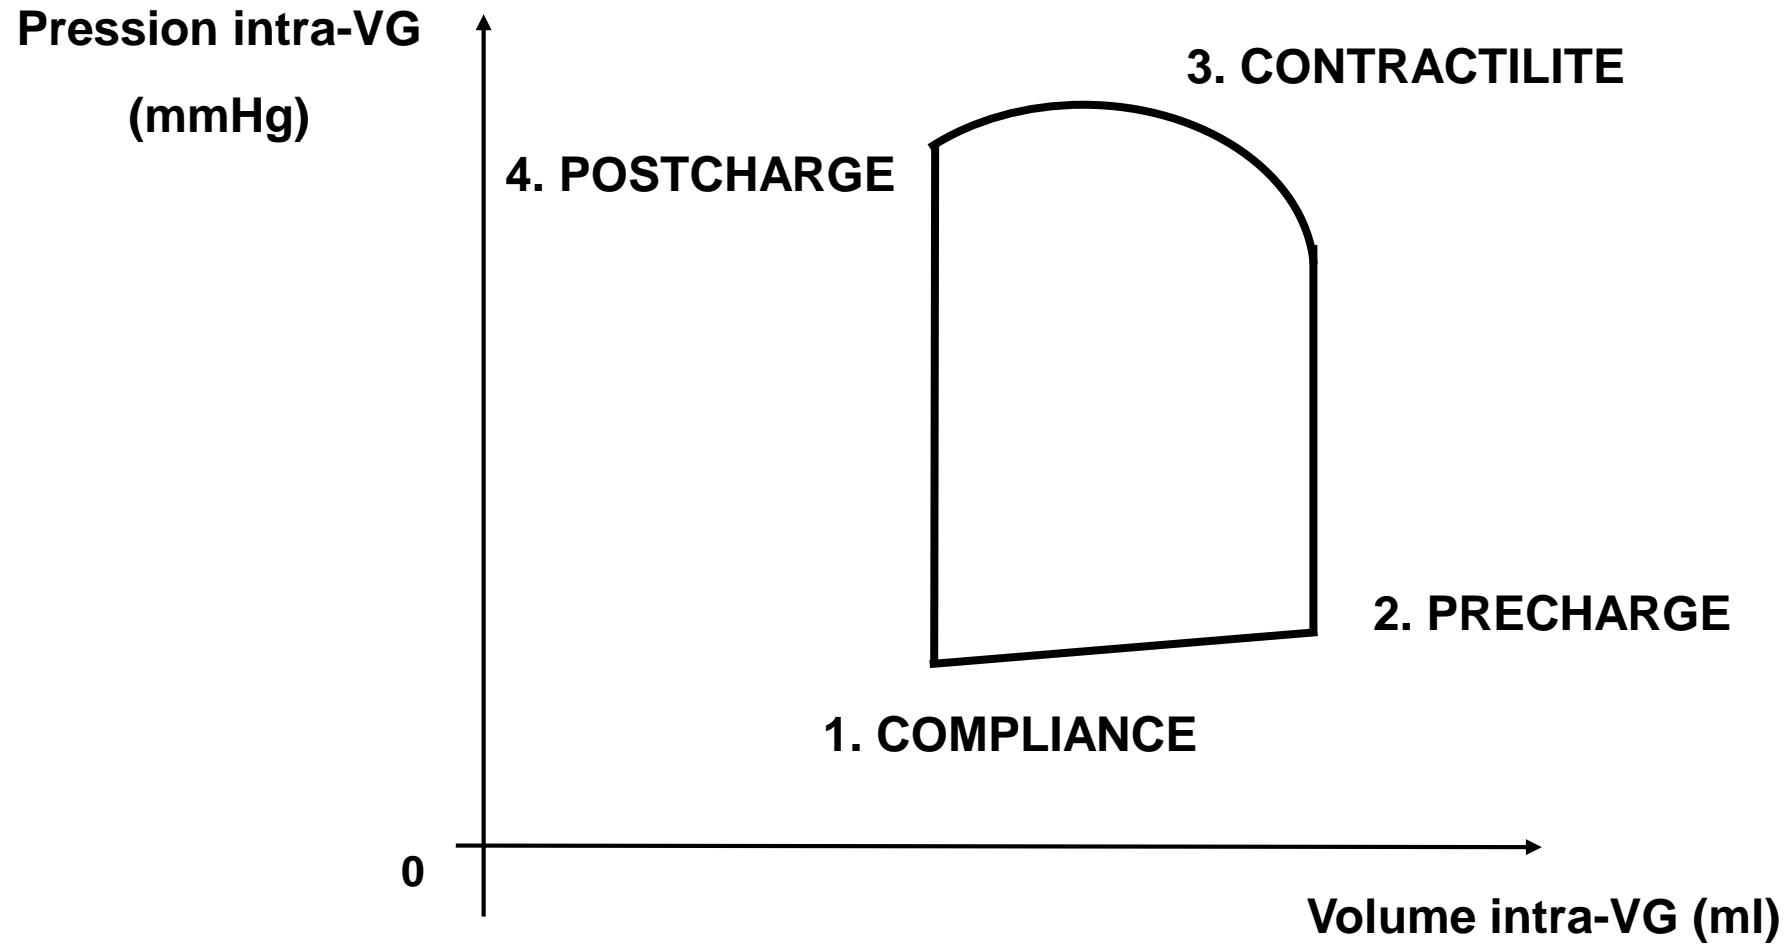 Pression intra-VG
(mmHg)
3. CONTRACTILITE
4. POSTCHARGE
2. PRECHARGE
1. COMPLIANCE
0
Volume intra-VG (ml)